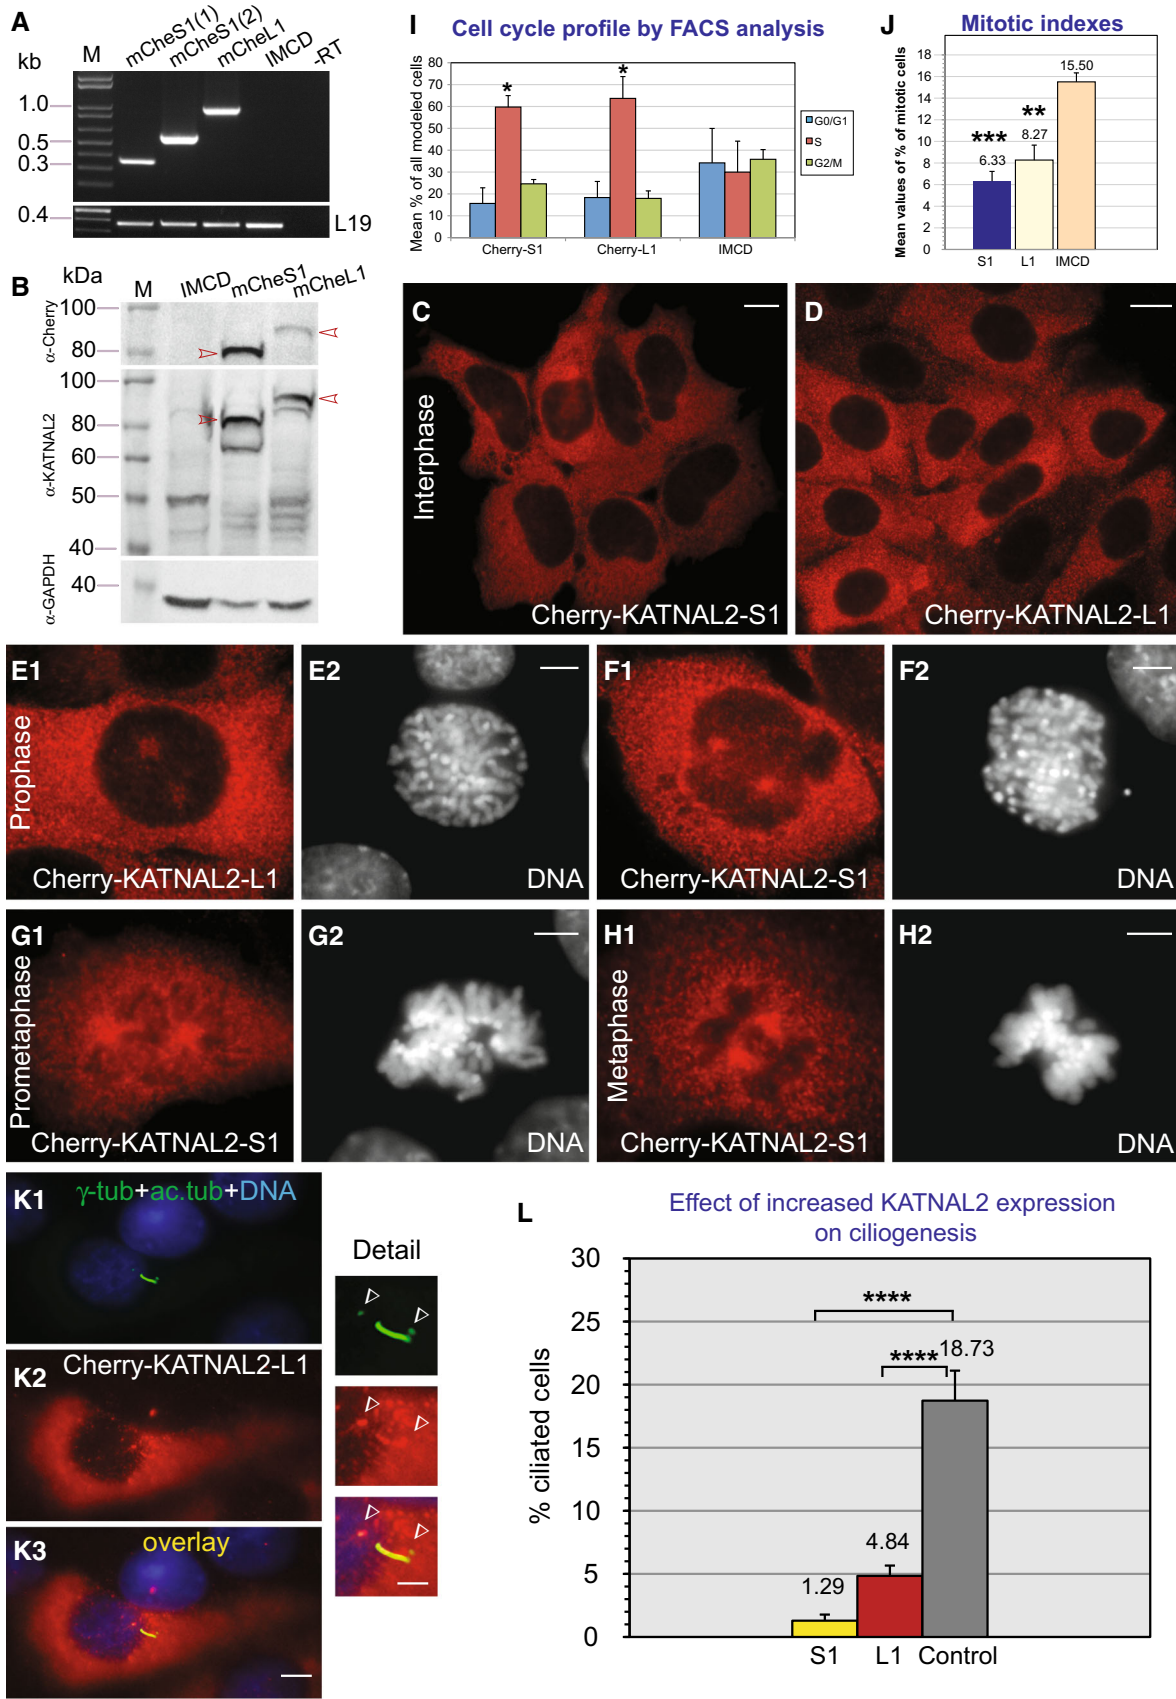 A
M
mCheS1(1)
mCheS1(2)
mCheL1
IMCD
-RT
kb
1.0
0.5
0.3
0.4
L19
B
kDa
M
IMCD
mCheS1
mCheL1
α-Cherry
100
80
α-KATNAL2
100
80
60
50
40
α-GAPDH
40
I
Cell cycle profile by FACS analysis
Mean % of all modeled cells
80
70
60
50
40
30
20
10
0
*
*
Cherry-S1
Cherry-L1
IMCD
G0/G1
S
G2/M
J
Mitotic indexes
Mean values of % of mitotic cells
18
16
14
12
10
8
6
4
2
0
***
6.33
**
8.27
15.50
S1
L1
IMCD
Interphase
C
Cherry-KATNAL2-S1
D
Cherry-KATNAL2-L1
Prophase
E1
Cherry-KATNAL2-L1
E2
DNA
F1
Cherry-KATNAL2-S1
F2
DNA
Prometaphase
G1
Cherry-KATNAL2-S1
G2
DNA
Metaphase
H1
Cherry-KATNAL2-S1
H2
DNA
K1
γ-tub+ac.tub+DNA
K2
Cherry-KATNAL2-L1
K3
overlay
Detail
L
Effect of increased KATNAL2 expression
on ciliogenesis
% ciliated cells
30
25
20
15
10
5
0
****
****
18.73
4.84
1.29
S1
L1
Control